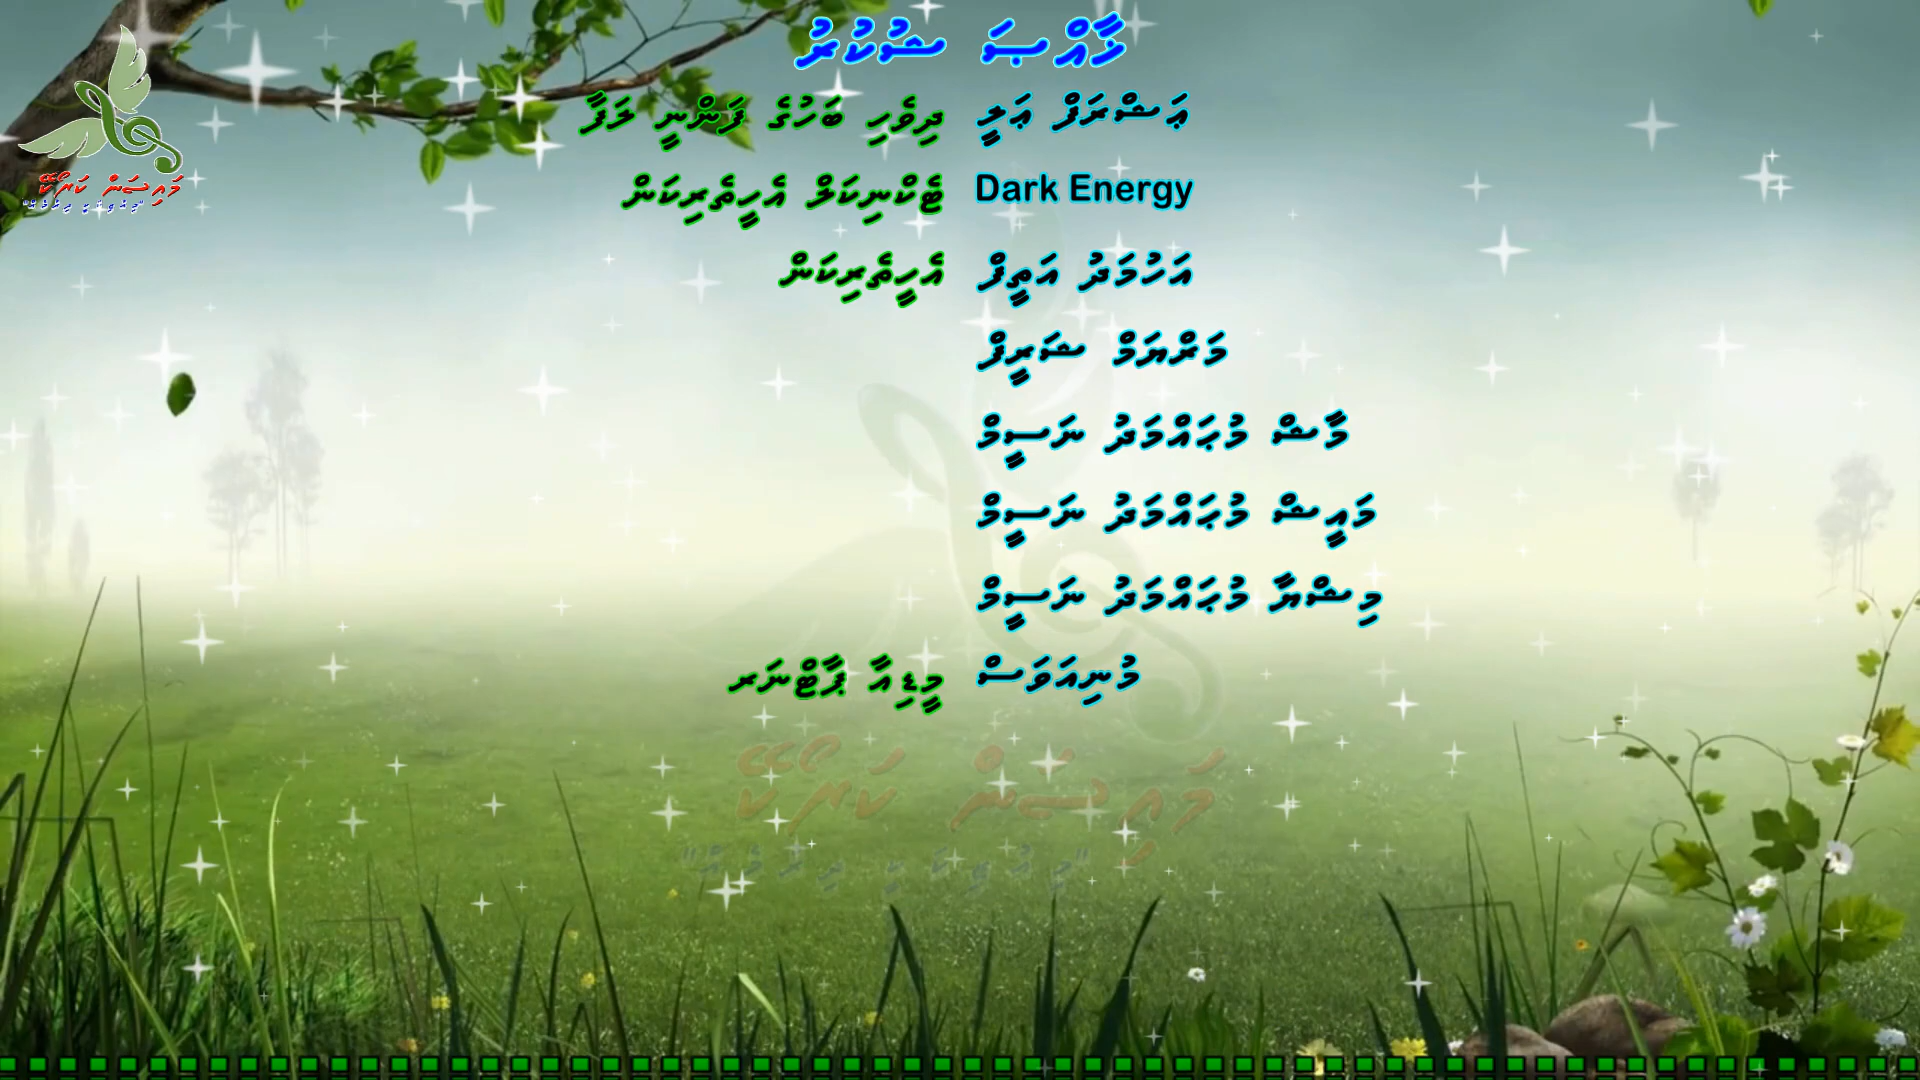 ޚާއްޞަ ޝުކުރު
ދިވެހި ބަހުގެ ފަންނީ ލަފާ ޢަޝްރަފް ޢަލީ
ޓެކްނިކަލް އެހީތެރިކަން Dark Energy
އެހީތެރިކަން އަހުމަދު އަތީފް
މަރްޔަމް ޝަރީފް
މާޝް މުޙައްމަދު ނަސީމް
މައީޝް މުޙައްމަދު ނަސީމް
މިޝްޔާ މުޙައްމަދު ނަސީމް
މީޑިއާ ޕާޓްނަރ މުނިއަވަސް
މައިސަން ކަރޯކޭ